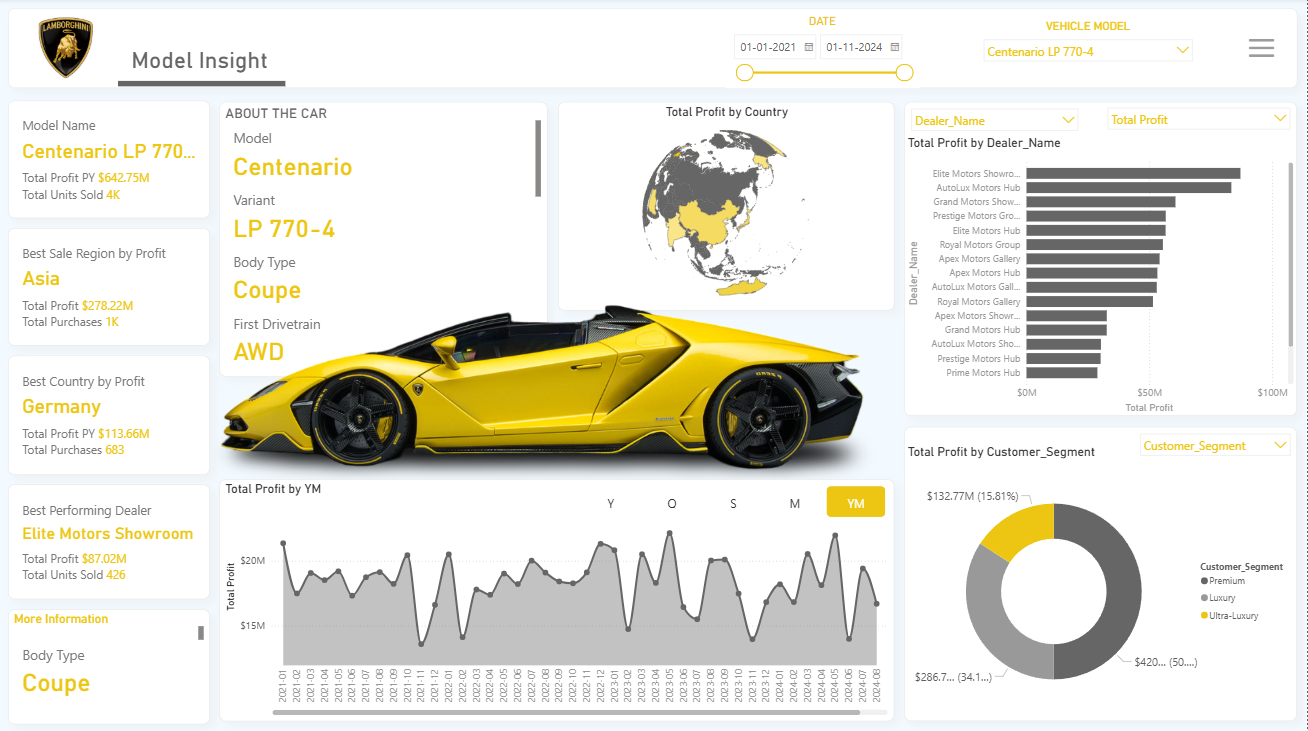 LAMBORGHINI
Model Insight
DATE
01-01-2021
01-11-2024
VEHICLE MODEL
Centenario LP 770-4
Model Name
Centenario LP 770...
Total Profit PY $642.75M
Total Units Sold 4K
Best Sale Region by Profit
Asia
Total Profit $278.22M
Total Purchases 1K
Best Country by Profit
Germany
Total Profit PY $113.66M
Total Purchases 683
Best Performing Dealer
Elite Motors Showroom
Total Profit $87.02M
Total Units Sold 426
More Information
Body Type
Coupe
ABOUT THE CAR
Model
Centenario
Variant
LP 770-4
Body Type
Coupe
First Drivetrain
AWD
Total Profit by Country
Total Profit by YM
Y
Q
S
M
YM
Total Profit
$20M
$15M
2021-01
2021-02
2021-03
2021-04
2021-05
2021-06
2021-07
2021-08
2021-09
2021-10
2021-11
2021-12
2022-01
2022-02
2022-03
2022-04
2022-05
2022-06
2022-07
2022-08
2022-09
2022-10
2022-11
2022-12
2023-01
2023-02
2023-03
2023-04
2023-05
2023-06
2023-07
2023-08
2023-09
2023-10
2023-11
2023-12
2024-01
2024-02
2024-03
2024-04
2024-05
2024-06
2024-07
2024-08
Dealer_Name
Total Profit
Total Profit by Dealer_Name
Dealer_Name
Elite Motors Showro...
AutoLux Motors Hub
Grand Motors Show...
Prestige Motors Gro...
Elite Motors Hub
Royal Motors Group
Apex Motors Gallery
Apex Motors Hub
AutoLux Motors Gall...
Royal Motors Gallery
Apex Motors Showr...
Grand Motors Hub
AutoLux Motors Sho...
Prestige Motors Hub
Prime Motors Hub
$0M
$50M
$100M
Total Profit
Total Profit by Customer_Segment
Customer_Segment
$132.77M (15.81%)
$420... (50....)
$286.7... (34.1...)
Customer_Segment
Premium
Luxury
Ultra-Luxury